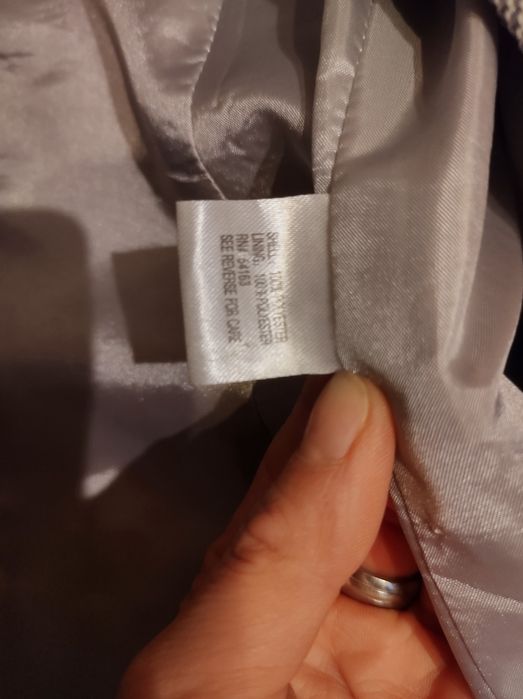 SHELL: 100% POLYESTER
LINING: 100% POLYESTER
RN# 64163
SEE REVERSE FOR CARE